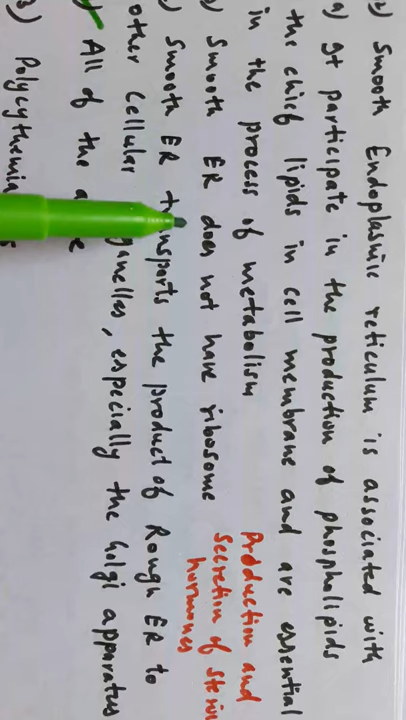 2) Smooth Endoplasmic reticulum is associated with
a) It participate in the production of phospholipids
the chief lipids in cell membrane and are essential
in the process of metabolism
Smooth ER does not have ribosome
Production and
Secretion of
hormones
Smooth ER transports the product of Rough ER to
other cellular especially the Golgi apparatus
All of the
3) Polycythemia